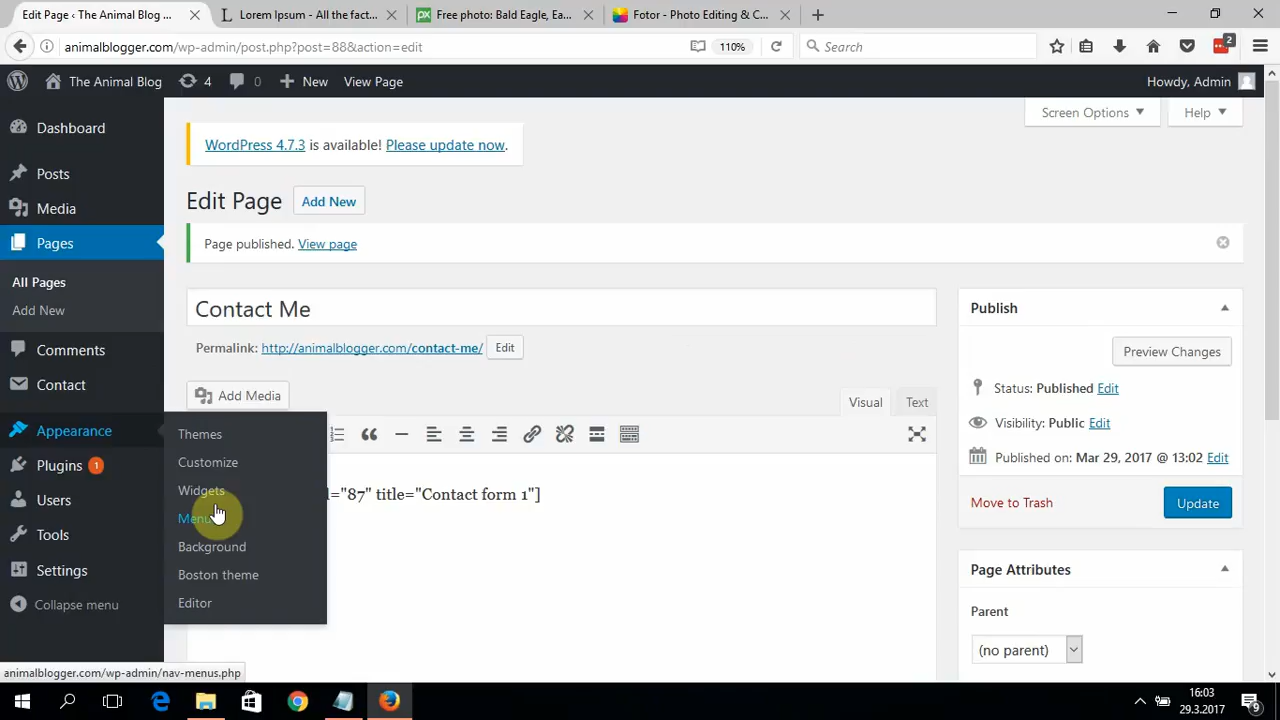 Edit Page ‹ The Animal Blog ...
Lorem Ipsum - All the fact...
Free photo: Bald Eagle, Ea...
Fotor - Photo Editing & C...
animalblogger.com/wp-admin/post.php?post=88&action=edit
110%
Search
2
The Animal Blog
4
0
New
View Page
Howdy, Admin
Dashboard
Posts
Media
Pages
All Pages
Add New
Comments
Contact
Appearance
Plugins 1
Users
Tools
Settings
Collapse menu
Themes
Customize
Widgets
Menu
Background
Boston theme
Editor
Screen Options
Help
WordPress 4.7.3 is available! Please update now.
Edit Page
Add New
Page published. View page
Contact Me
Permalink: http://animalblogger.com/contact-me/
Edit
Add Media
Visual
Text
d="87" title="Contact form 1"]
Publish
Preview Changes
Status: Published Edit
Visibility: Public Edit
Published on: Mar 29, 2017 @ 13:02 Edit
Move to Trash
Update
Page Attributes
Parent
(no parent)
animalblogger.com/wp-admin/nav-menus.php
16:03
29.3.2017
9